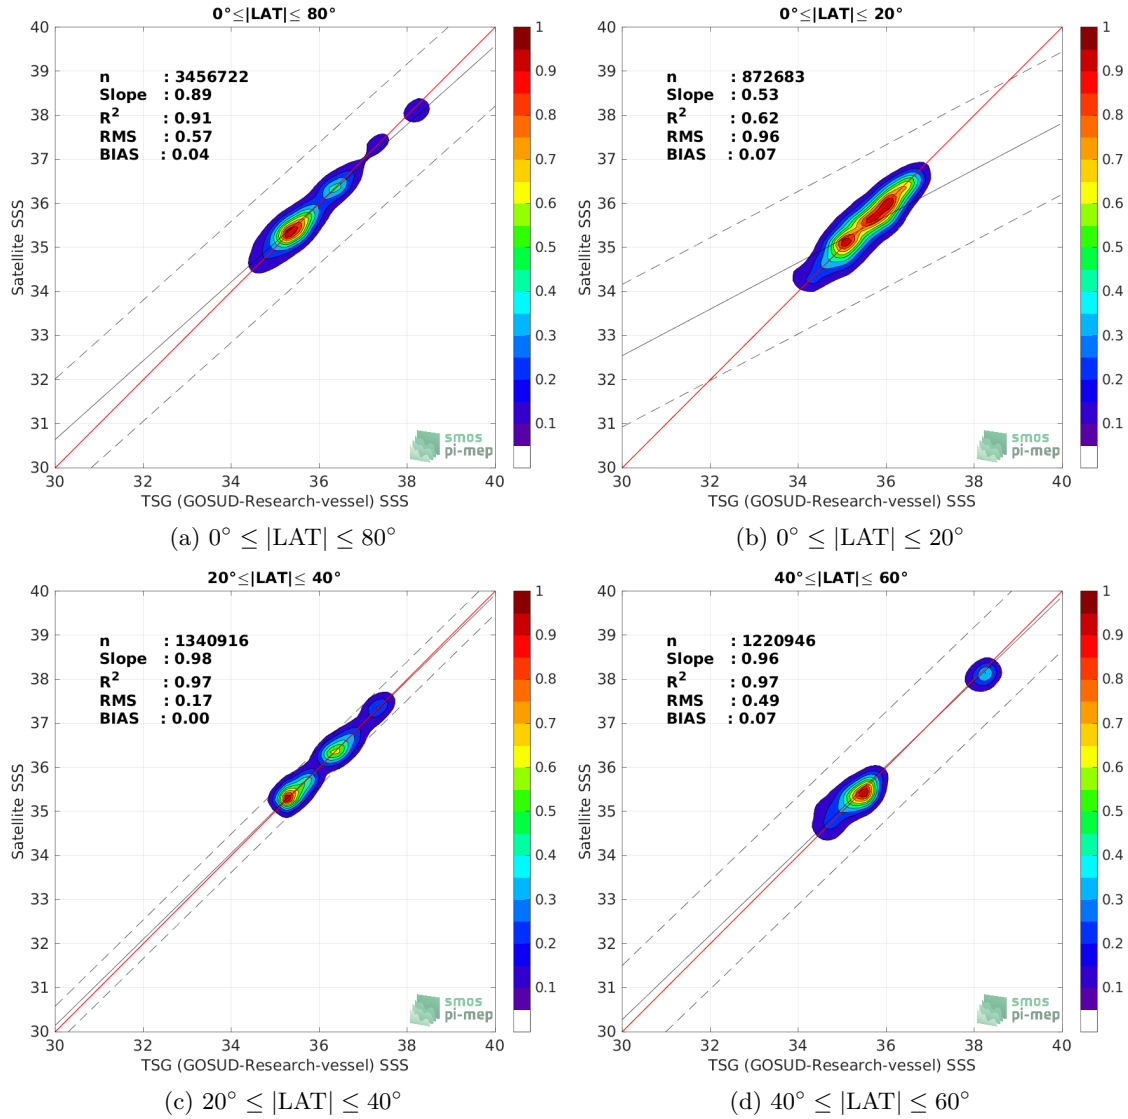 0°≤|LAT|≤ 80°
n : 3456722
Slope : 0.89
R² : 0.91
RMS : 0.57
BIAS : 0.04
Satellite SSS
40
39
38
37
36
35
34
33
32
31
30
30 32 34 36 38 40
TSG (GOSUD-Research-vessel) SSS
1
0.9
0.8
0.7
0.6
0.5
0.4
0.3
0.2
0.1
smos
pi-mep
(a) 0° ≤ |LAT| ≤ 80°
0°≤|LAT|≤ 20°
n : 872683
Slope : 0.53
R² : 0.62
RMS : 0.96
BIAS : 0.07
Satellite SSS
40
39
38
37
36
35
34
33
32
31
30
30 32 34 36 38 40
TSG (GOSUD-Research-vessel) SSS
1
0.9
0.8
0.7
0.6
0.5
0.4
0.3
0.2
0.1
smos
pi-mep
(b) 0° ≤ |LAT| ≤ 20°
20°≤|LAT|≤ 40°
n : 1340916
Slope : 0.98
R² : 0.97
RMS : 0.17
BIAS : 0.00
Satellite SSS
40
39
38
37
36
35
34
33
32
31
30
30 32 34 36 38 40
TSG (GOSUD-Research-vessel) SSS
1
0.9
0.8
0.7
0.6
0.5
0.4
0.3
0.2
0.1
smos
pi-mep
(c) 20° ≤ |LAT| ≤ 40°
40°≤|LAT|≤ 60°
n : 1220946
Slope : 0.96
R² : 0.97
RMS : 0.49
BIAS : 0.07
Satellite SSS
40
39
38
37
36
35
34
33
32
31
30
30 32 34 36 38 40
TSG (GOSUD-Research-vessel) SSS
1
0.9
0.8
0.7
0.6
0.5
0.4
0.3
0.2
0.1
smos
pi-mep
(d) 40° ≤ |LAT| ≤ 60°